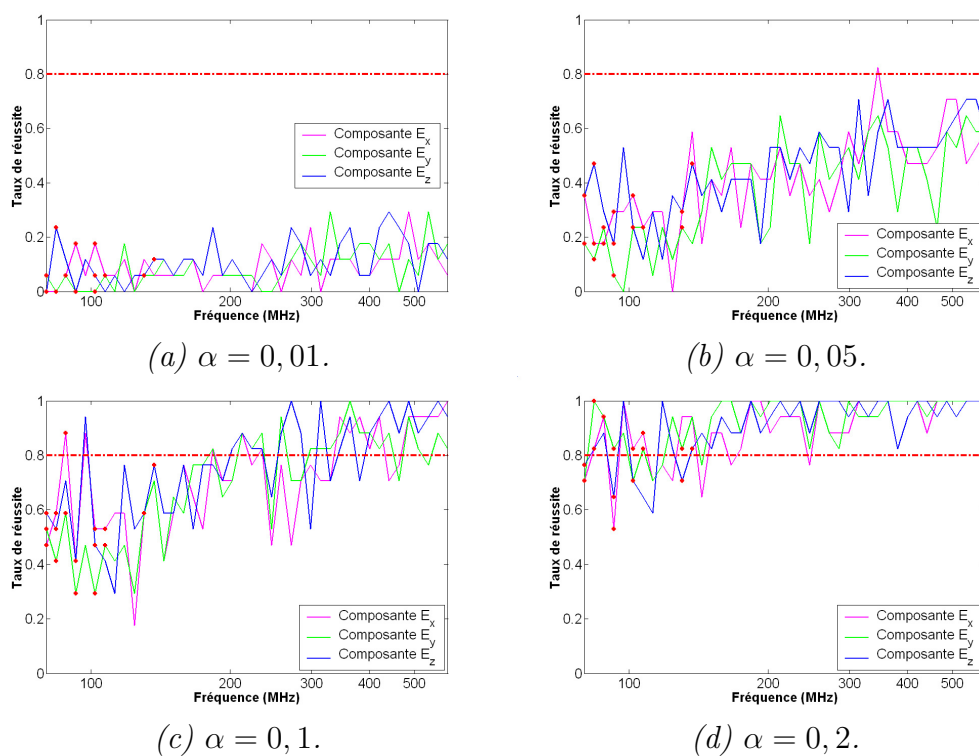 1
0.8
0.6
0.4
0.2
0
Taux de réussite
Composante E_x
Composante E_y
Composante E_z
100 200 300 400 500
Fréquence (MHz)
(a) α = 0, 01.
1
0.8
0.6
0.4
0.2
0
Taux de réussite
Composante E_x
Composante E_y
Composante E_z
100 200 300 400 500
Fréquence (MHz)
(b) α = 0, 05.
1
0.8
0.6
0.4
0.2
0
Taux de réussite
Composante E_x
Composante E_y
Composante E_z
100 200 300 400 500
Fréquence (MHz)
(c) α = 0, 1.
1
0.8
0.6
0.4
0.2
0
Taux de réussite
Composante E_x
Composante E_y
Composante E_z
100 200 300 400 500
Fréquence (MHz)
(d) α = 0, 2.